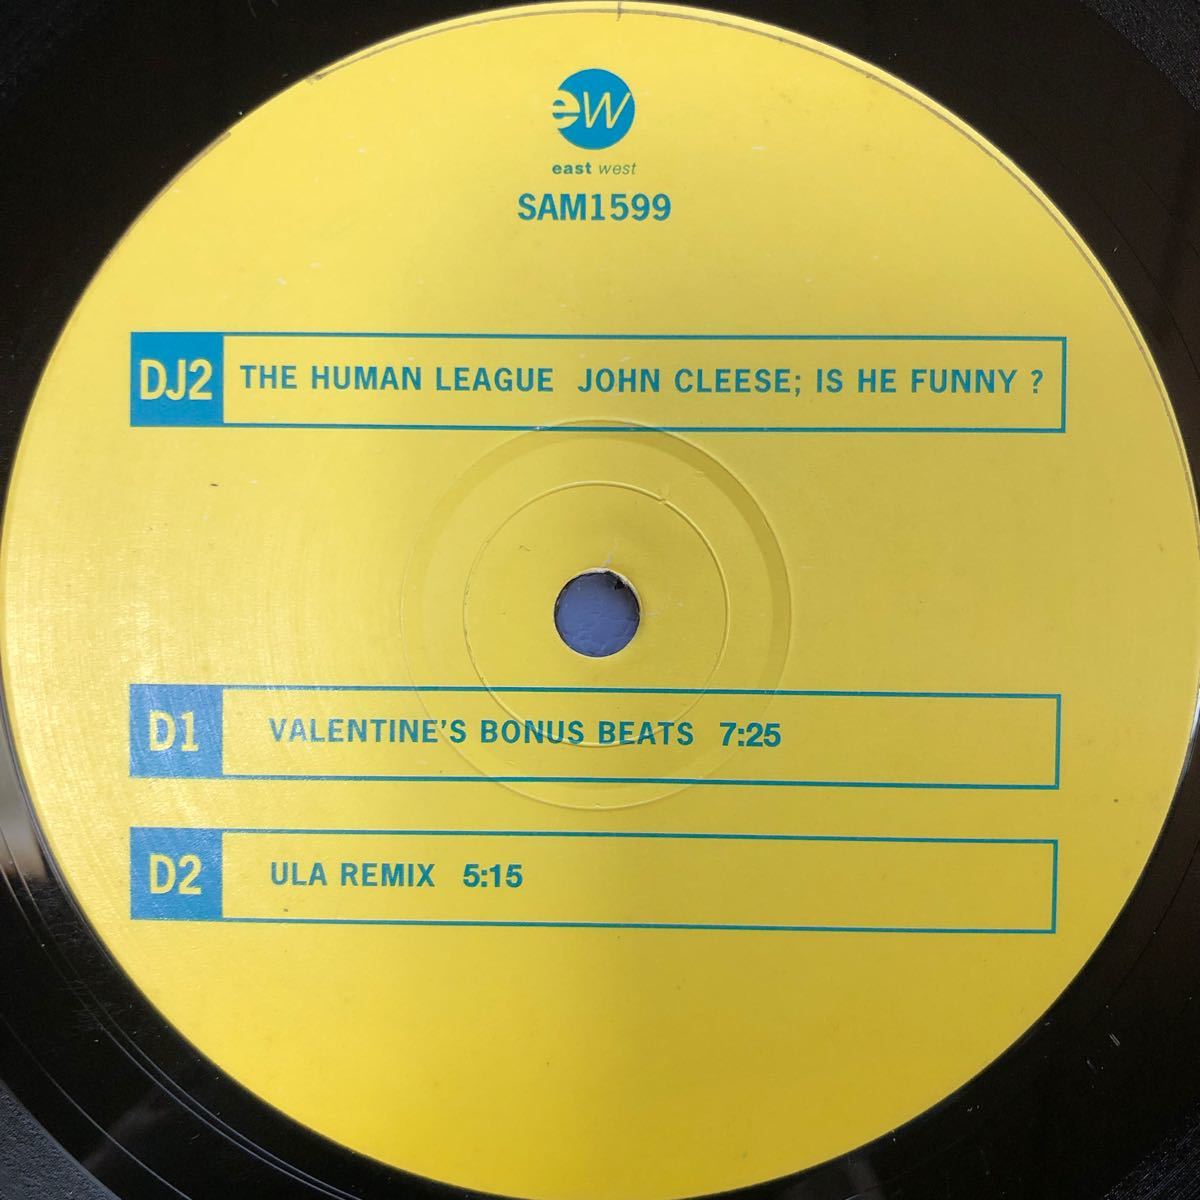 ew
east west
SAM1599
DJ2 THE HUMAN LEAGUE JOHN CLEESE; IS HE FUNNY ?
D1 VALENTINE'S BONUS BEATS 7:25
D2 ULA REMIX 5:15